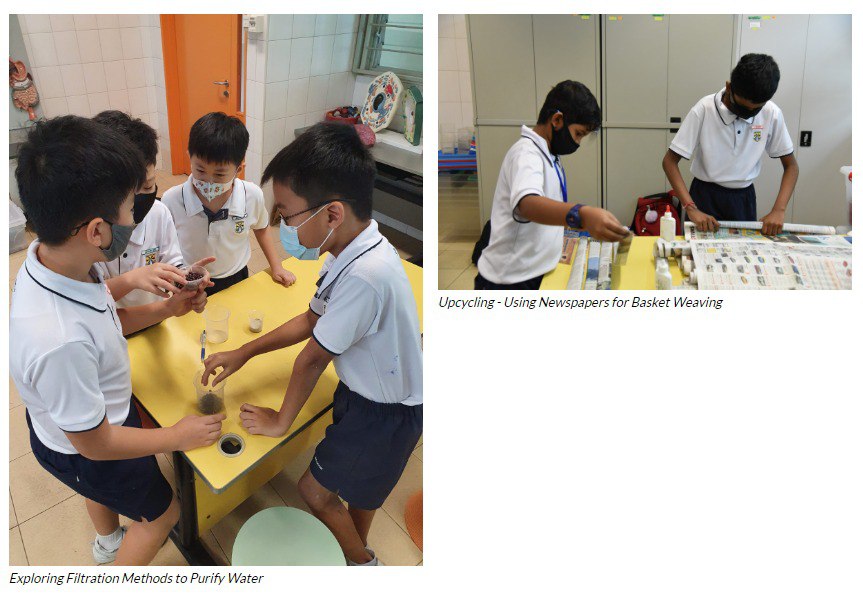 Upcycling - Using Newspapers for Basket Weaving
Exploring Filtration Methods to Purify Water